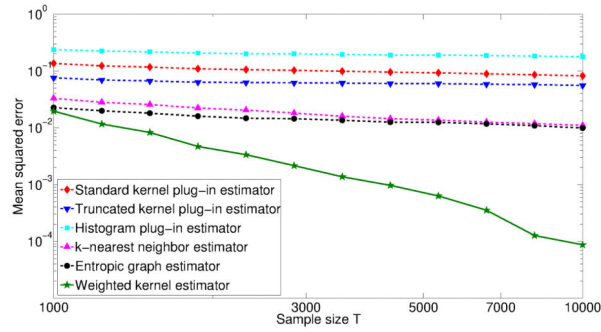 10^0
10^-1
10^-2
10^-3
10^-4
Mean squared error
Standard kernel plug-in estimator
Truncated kernel plug-in estimator
Histogram plug-in estimator
k-nearest neighbor estimator
Entropic graph estimator
Weighted kernel estimator
1000 3000 5000 7000 10000
Sample size T